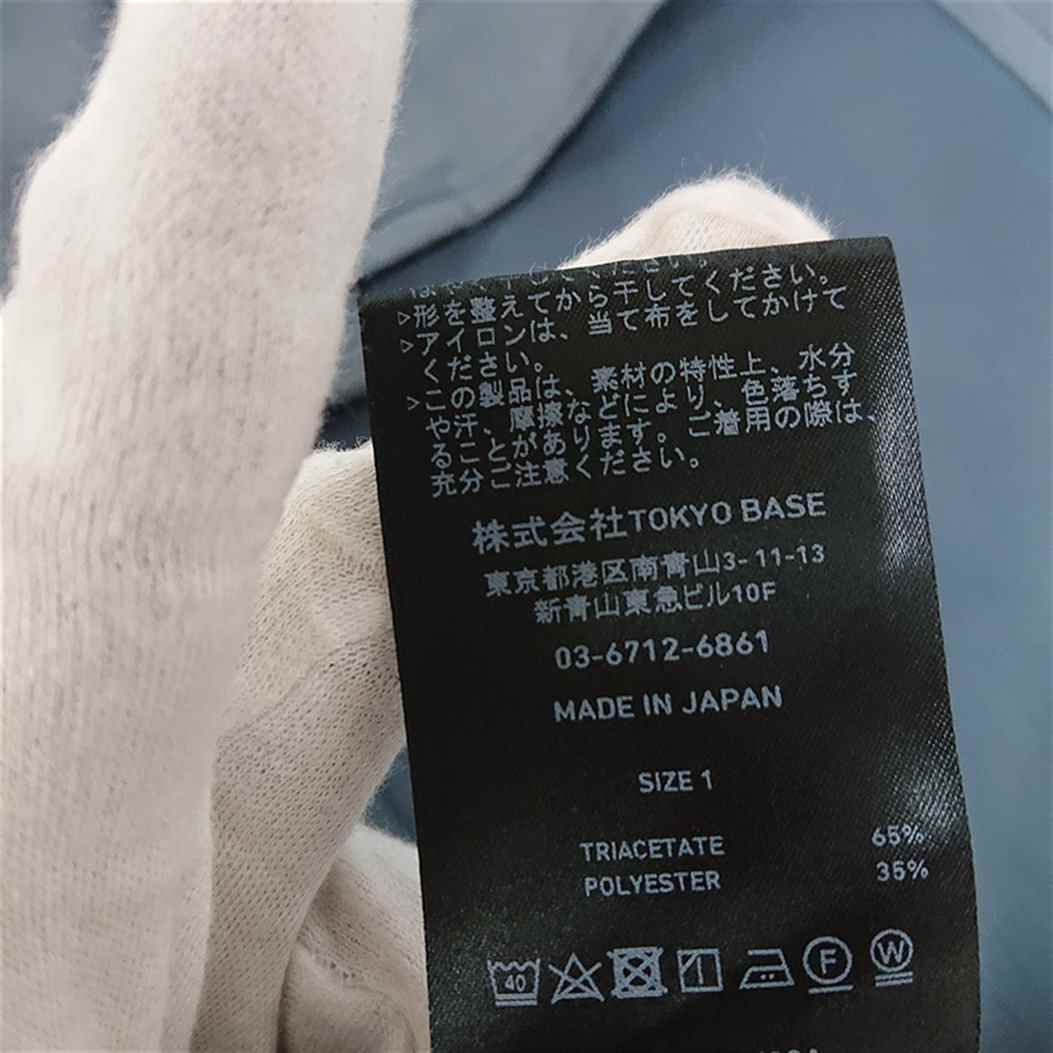 ▷形を整えてから干してください。
▷アイロンは、当て布をしてかけて
ください。
▷この製品は、素材の特性上、水分
や汗、摩擦などにより、色落ちす
ることがあります。ご着用の際は、
充分ご注意ください。
株式会社TOKYO BASE
東京都港区南青山3-11-13
新青山東急ビル10F
03-6712-6861
MADE IN JAPAN
SIZE 1
TRIACETATE 65%
POLYESTER 35%
40 F W